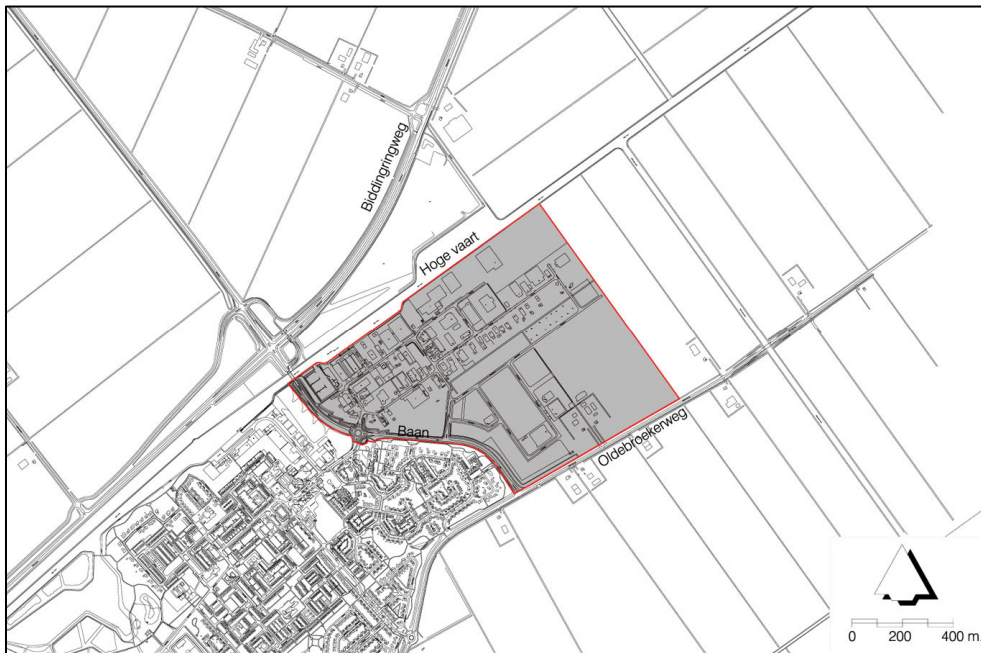 Biddingringweg
Hoge vaart
Baan
Oldebroekerweg
0 200 400 m.